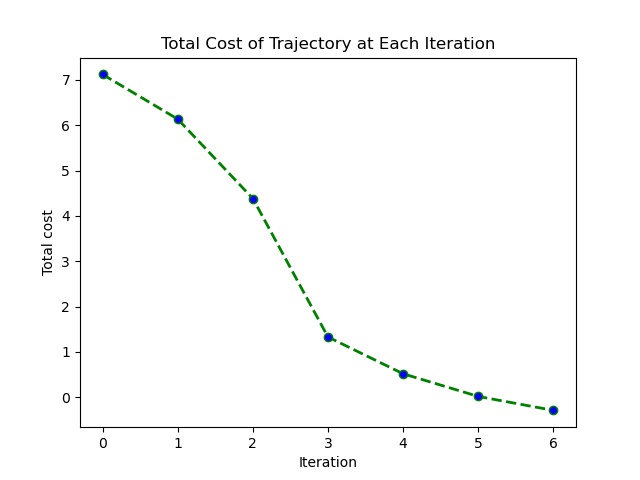 Total Cost of Trajectory at Each Iteration
7
6
5
4
3
2
1
0
Total cost
0 1 2 3 4 5 6
Iteration